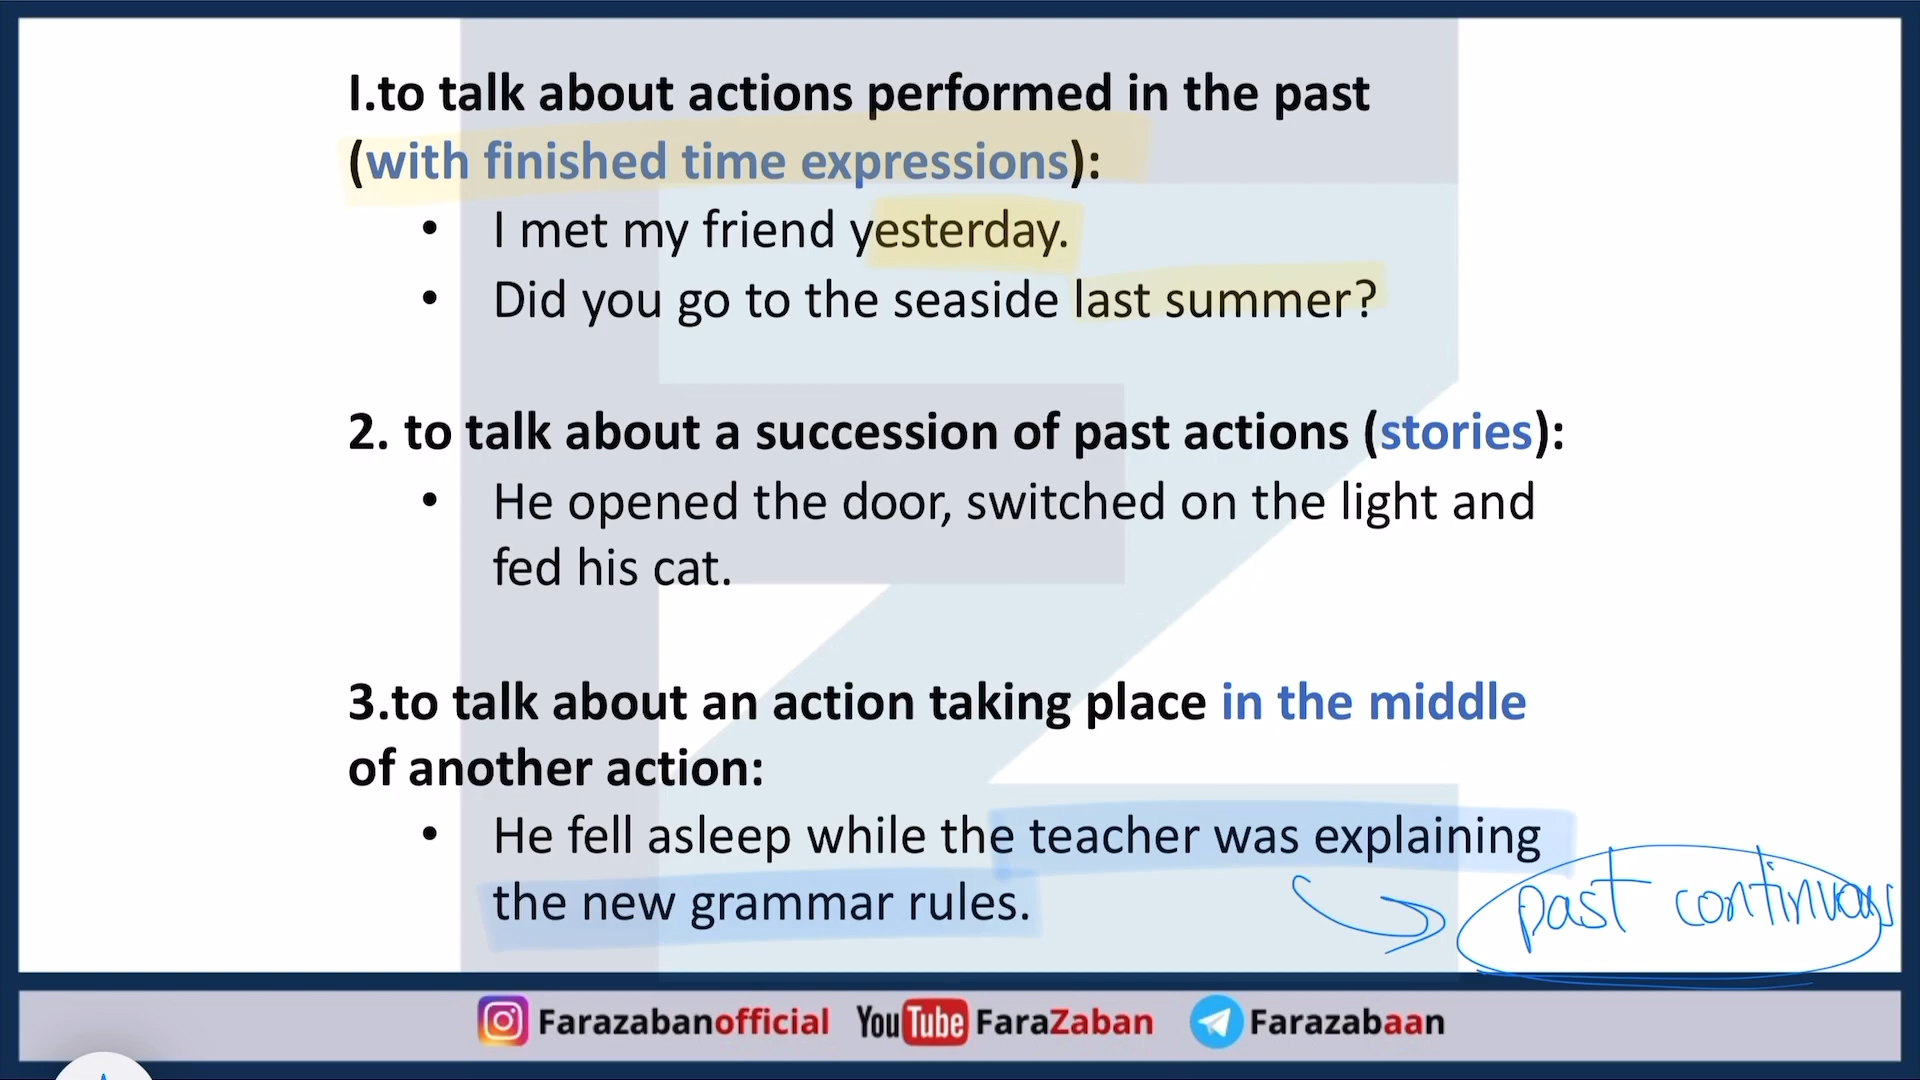 I.to talk about actions performed in the past
(with finished time expressions):
• I met my friend yesterday.
• Did you go to the seaside last summer?
2. to talk about a succession of past actions (stories):
• He opened the door, switched on the light and
fed his cat.
3.to talk about an action taking place in the middle
of another action:
• He fell asleep while the teacher was explaining
the new grammar rules.
past continuous
Farazabanofficial YouTube FaraZaban Farazabaan